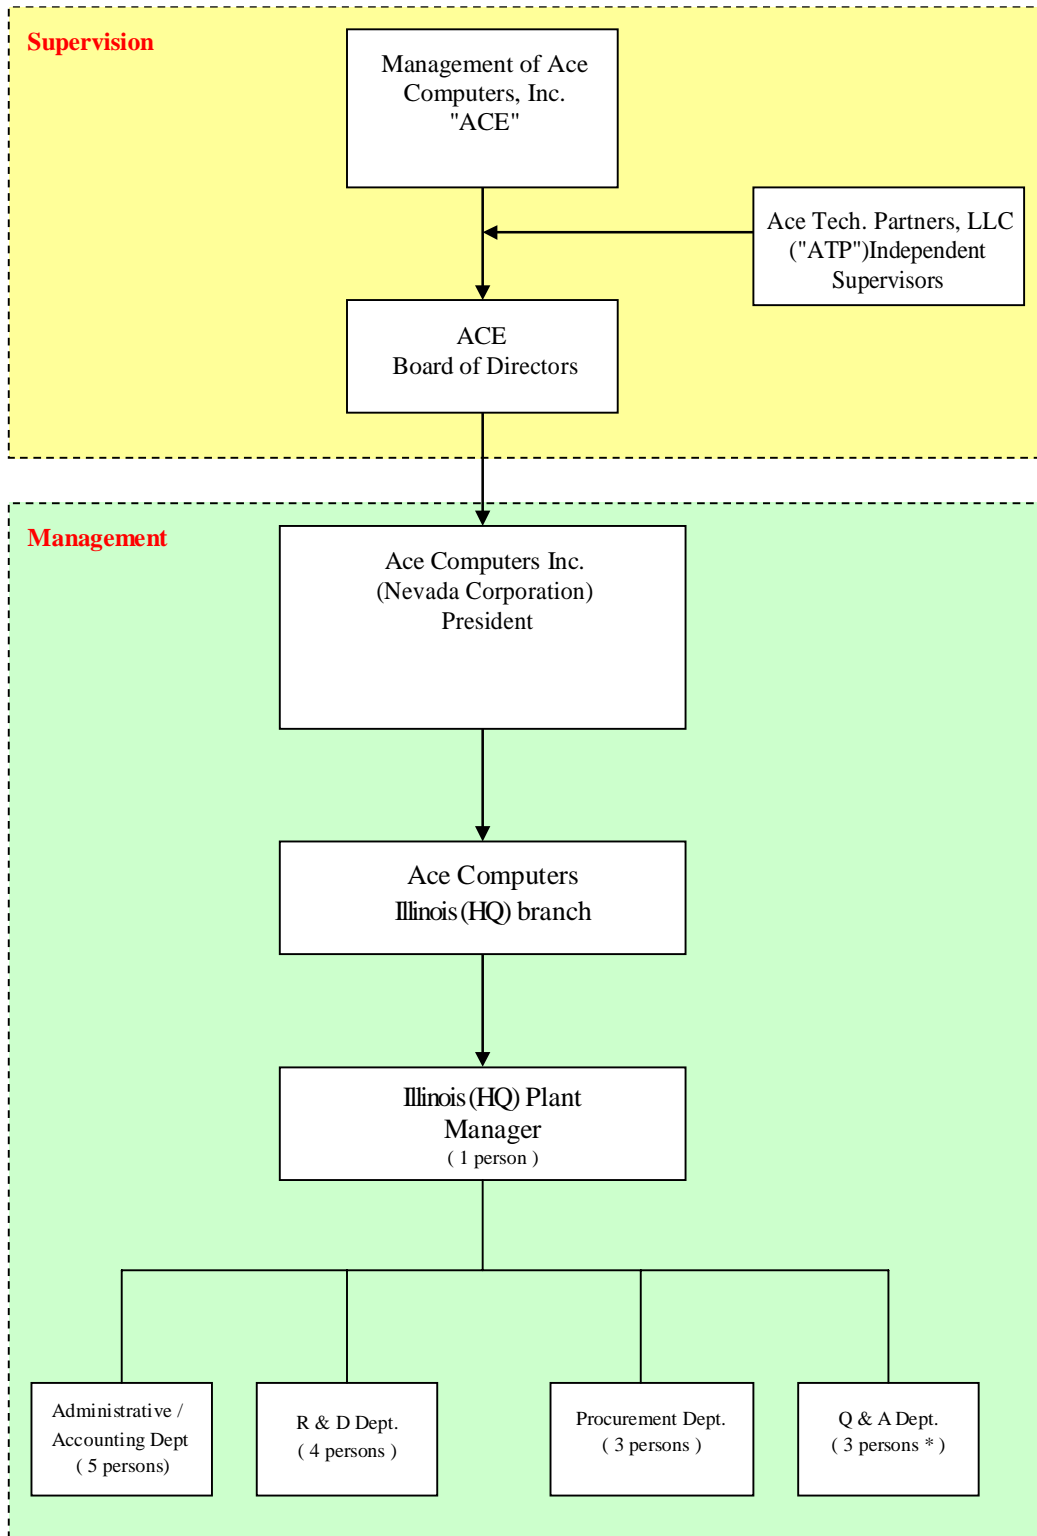 Supervision
Management of Ace
Computers, Inc.
"ACE"
Ace Tech. Partners, LLC
("ATP")Independent
Supervisors
ACE
Board of Directors
Management
Ace Computers Inc.
(Nevada Corporation)
President
Ace Computers
Illinois (HQ) branch
Illinois (HQ) Plant
Manager
( 1 person )
Administrative /
Accounting Dept
( 5 persons)
R & D Dept.
( 4 persons )
Procurement Dept.
( 3 persons )
Q & A Dept.
( 3 persons * )